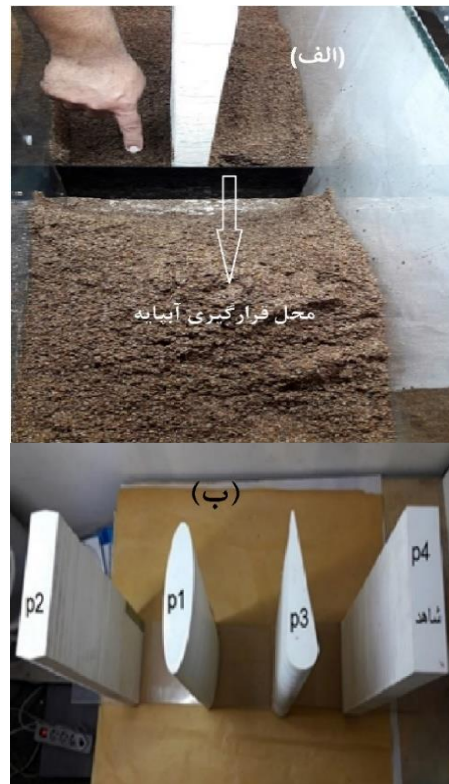 (الف)
محل قرارگیری آبپایه
(ب)
p2
p1
p3
p4
شاهد